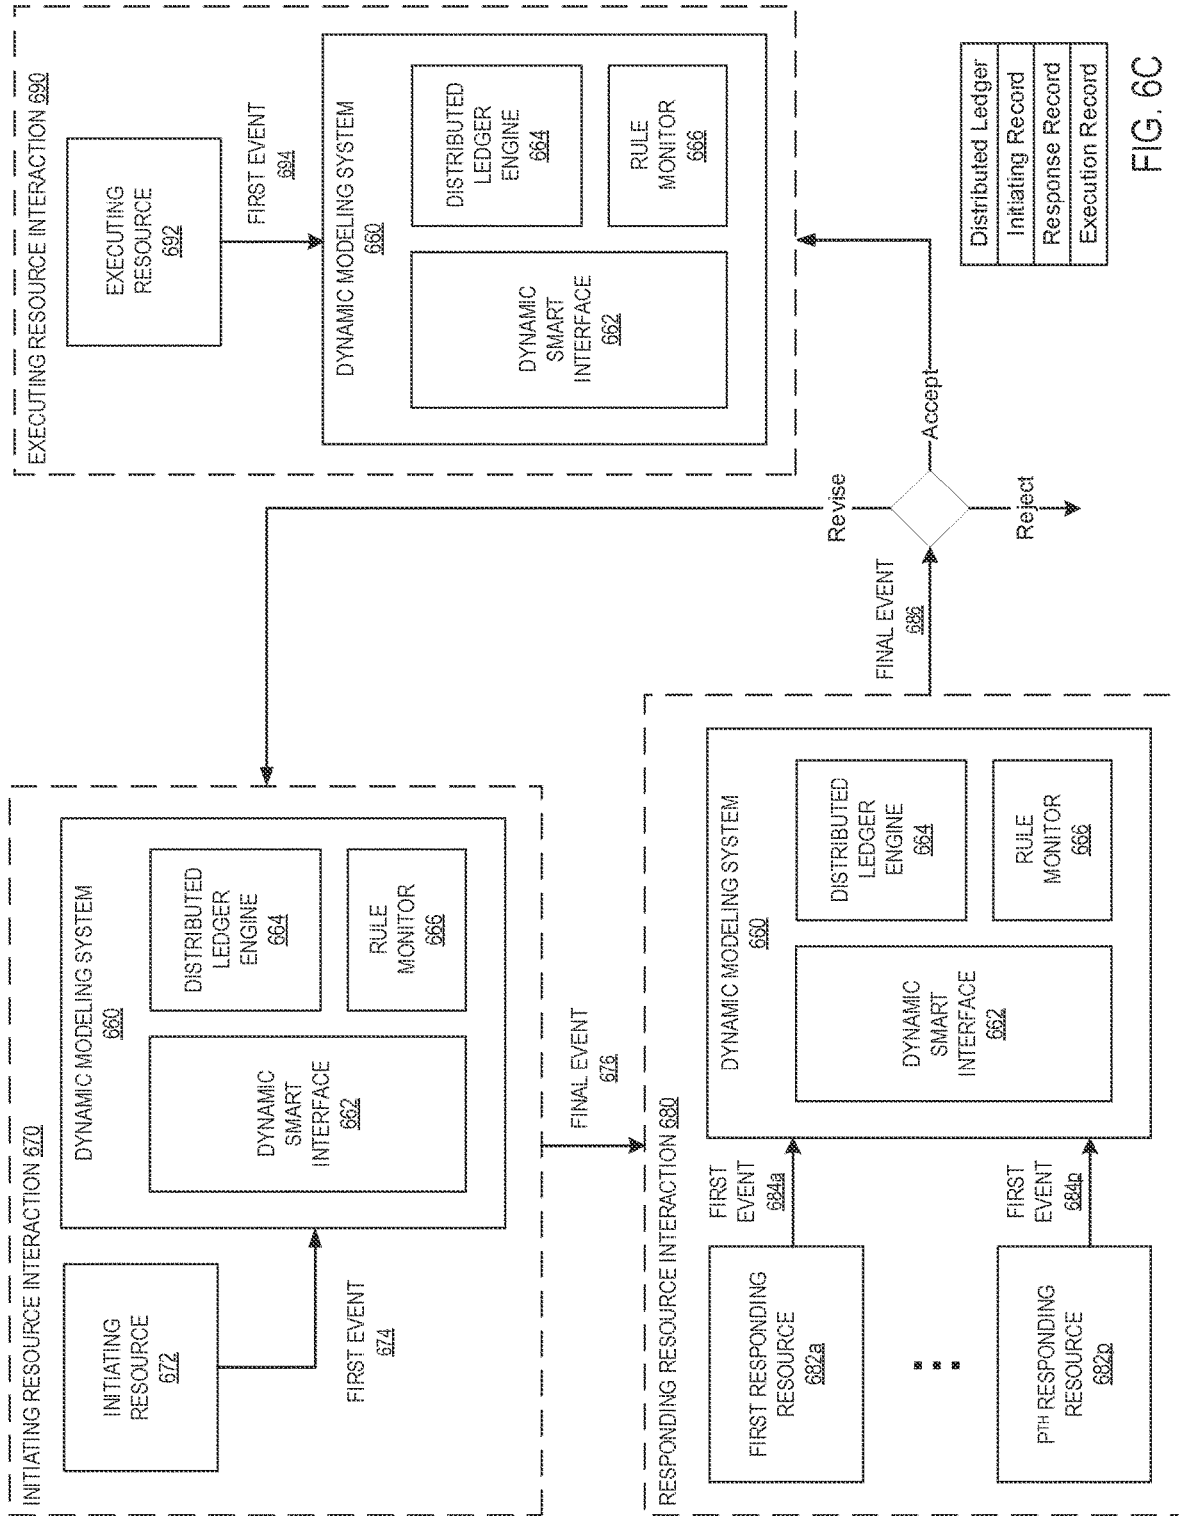 INITIATING RESOURCE INTERACTION 670
INITIATING
RESOURCE
672
FIRST EVENT
674
DYNAMIC MODELING SYSTEM
660
DYNAMIC
SMART
INTERFACE
662
DISTRIBUTED
LEDGER
ENGINE
664
RULE
MONITOR
666
FINAL EVENT
676
RESPONDING RESOURCE INTERACTION 680
FIRST RESPONDING
RESOURCE
682a
FIRST
EVENT
684a
PTH RESPONDING
RESOURCE
682p
FIRST
EVENT
684p
DYNAMIC MODELING SYSTEM
660
DYNAMIC
SMART
INTERFACE
662
DISTRIBUTED
LEDGER
ENGINE
664
RULE
MONITOR
666
FINAL EVENT
686
Revise
Accept
Reject
EXECUTING RESOURCE INTERACTION 690
EXECUTING
RESOURCE
692
FIRST EVENT
694
DYNAMIC MODELING SYSTEM
660
DYNAMIC
SMART
INTERFACE
662
DISTRIBUTED
LEDGER
ENGINE
664
RULE
MONITOR
666
Distributed Ledger
Initiating Record
Response Record
Execution Record
FIG. 6C